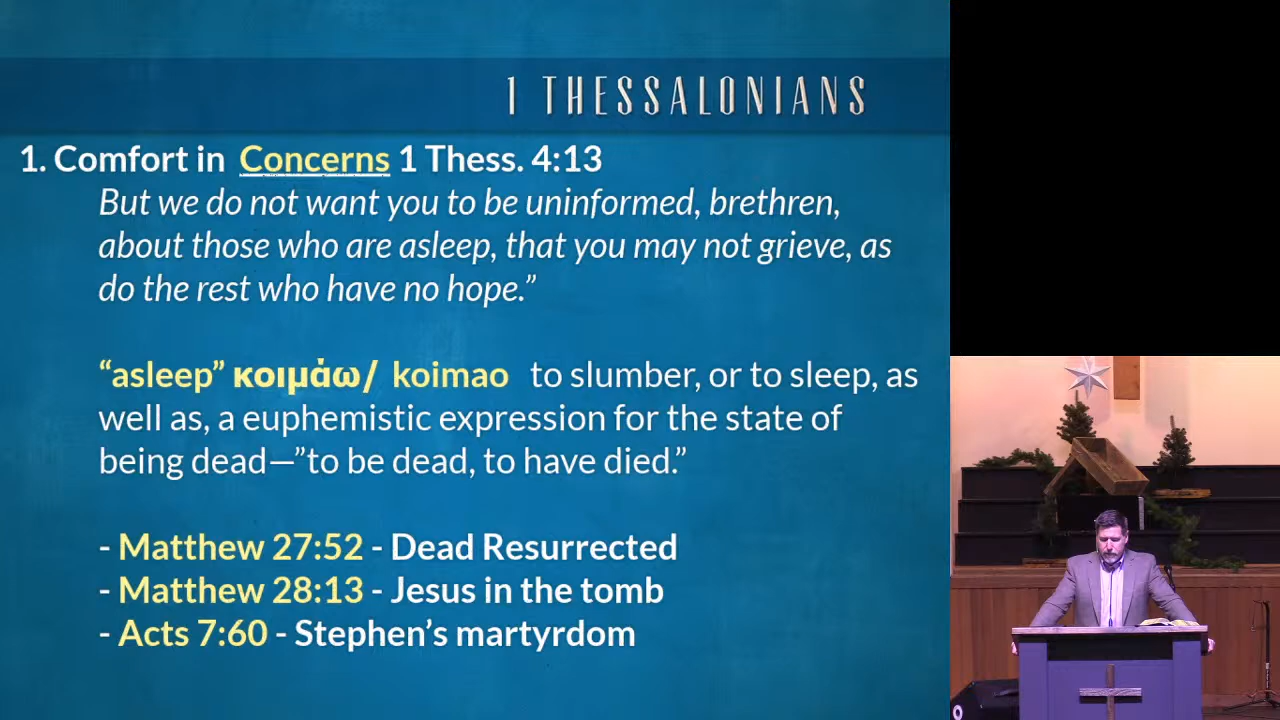 1 THESSALONIANS
1. Comfort in Concerns 1 Thess. 4:13
But we do not want you to be uninformed, brethren,
about those who are asleep, that you may not grieve, as
do the rest who have no hope.”
“asleep” κοιμάω/ koimao to slumber, or to sleep, as
well as, a euphemistic expression for the state of
being dead—”to be dead, to have died.”
- Matthew 27:52 - Dead Resurrected
- Matthew 28:13 - Jesus in the tomb
- Acts 7:60 - Stephen’s martyrdom